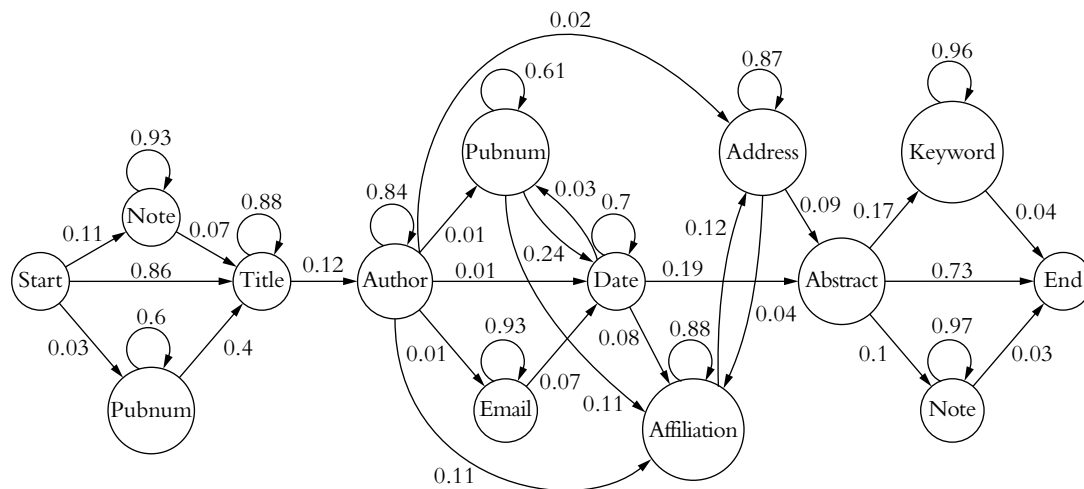 0.02
0.61
0.87
0.96
0.93
Pubnum
Address
Keyword
0.84
0.03
0.7
0.88
Note
0.07
0.12
0.09
0.17
0.04
0.11
0.01
0.24
Start
0.86
Title
0.12
Author
0.01
Date
0.19
Abstract
0.73
End
0.6
0.93
0.08
0.88
0.04
0.97
0.03
0.4
0.01
0.07
0.1
0.03
Pubnum
Email
0.11
Affiliation
Note
0.11